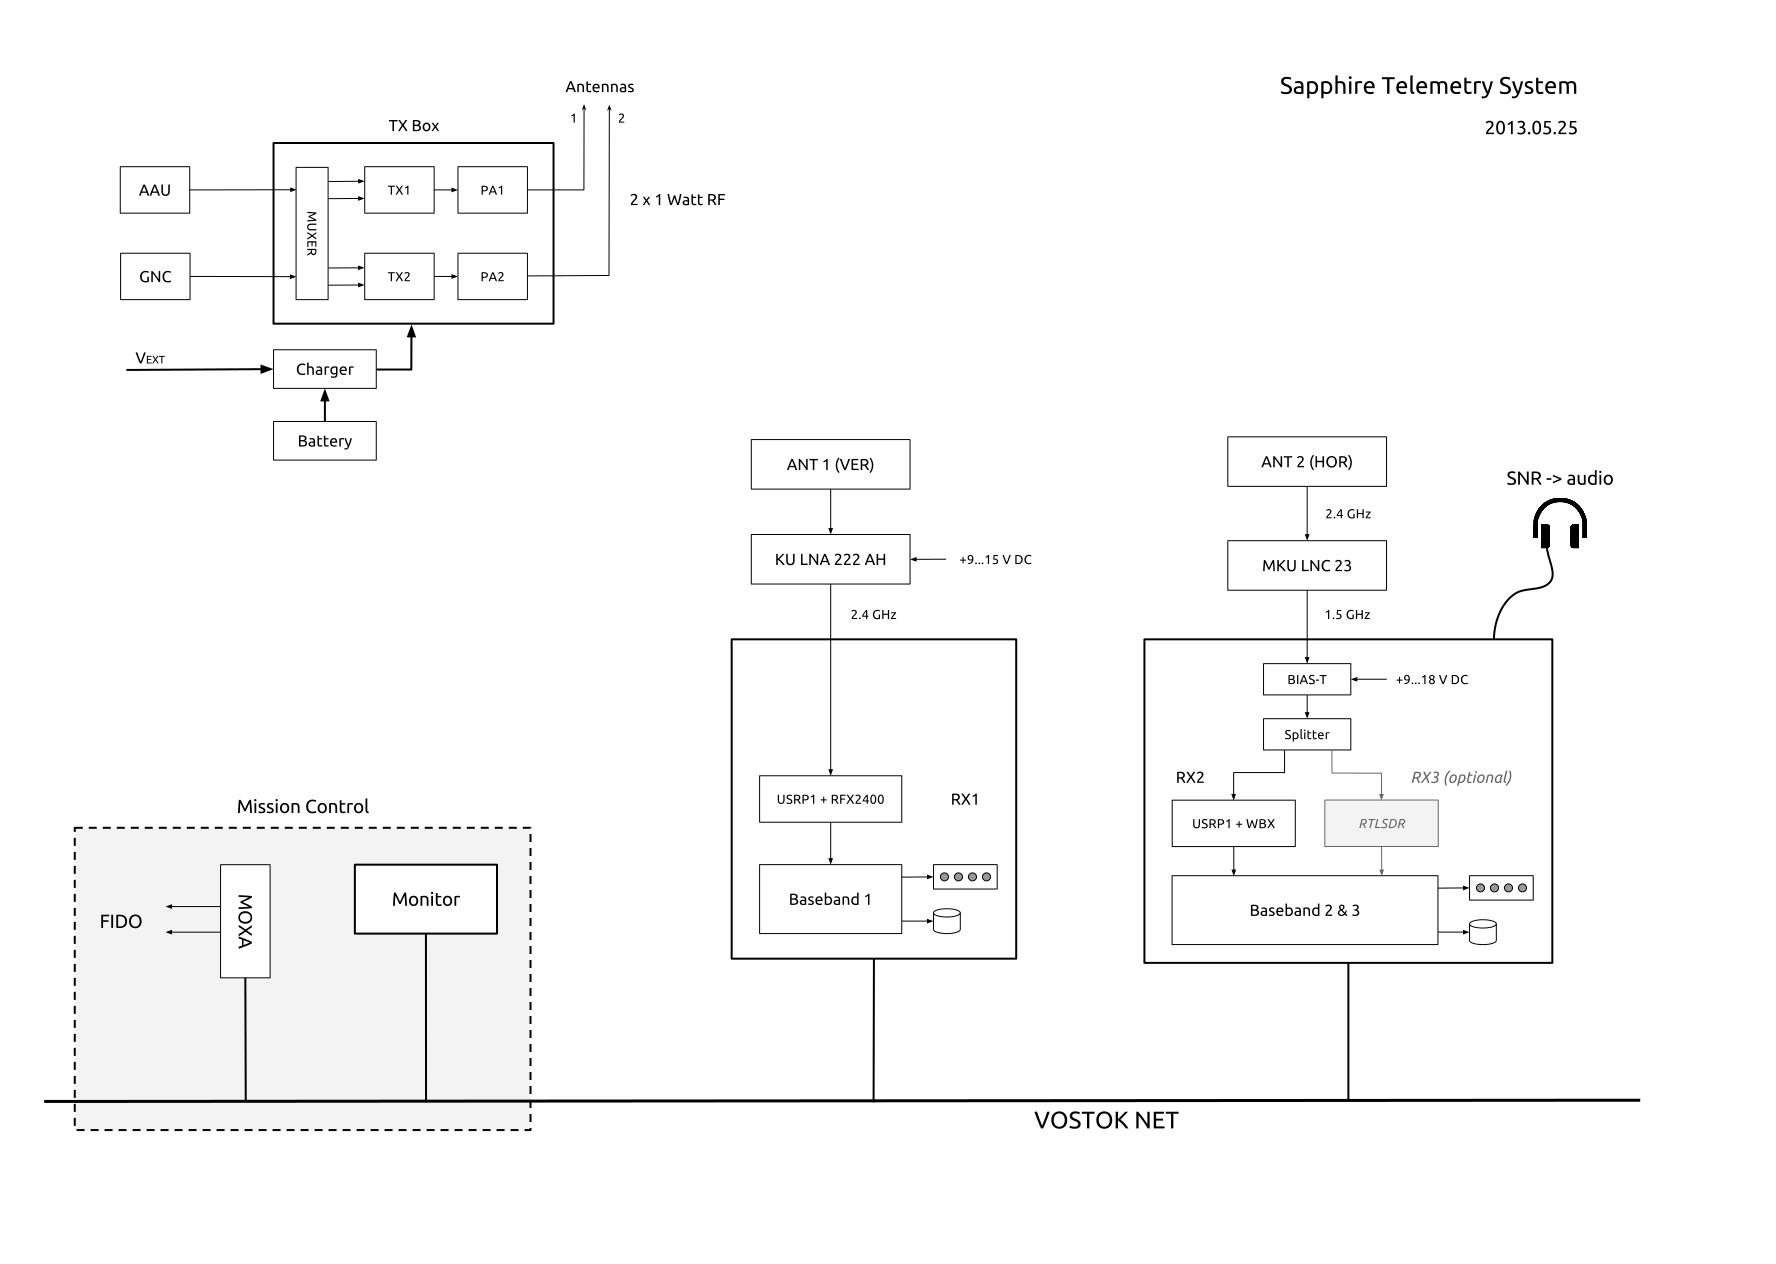 Sapphire Telemetry System
2013.05.25
Antennas
1
2
TX Box
AAU
MUXER
TX1
PA1
2 x 1 Watt RF
GNC
TX2
PA2
VEXT
Charger
Battery
ANT 1 (VER)
KU LNA 222 AH
+9...15 V DC
2.4 GHz
USRP1 + RFX2400
RX1
Baseband 1
ANT 2 (HOR)
SNR -> audio
2.4 GHz
MKU LNC 23
1.5 GHz
BIAS-T
+9...18 V DC
Splitter
RX2
RX3 (optional)
USRP1 + WBX
RTLSDR
Baseband 2 & 3
Mission Control
FIDO
MOXA
Monitor
VOSTOK NET